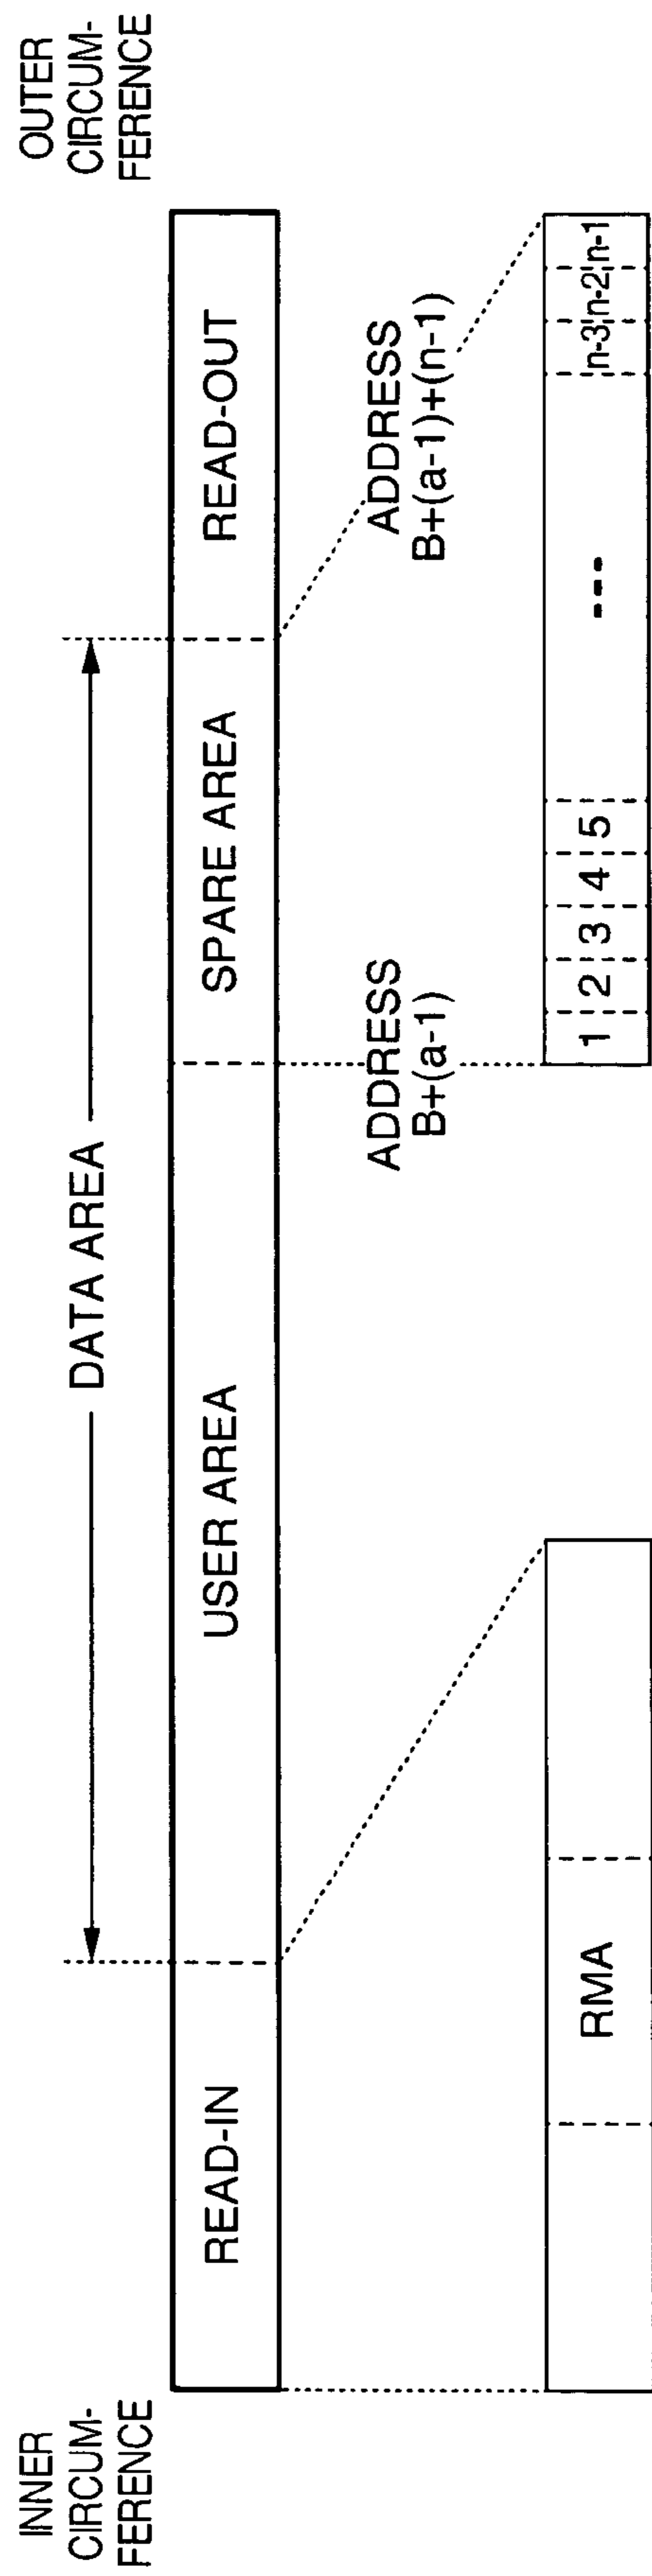 INNER
CIRCUM-
FERENCE
OUTER
CIRCUM-
FERENCE
DATA AREA
READ-IN
USER AREA
SPARE AREA
READ-OUT
ADDRESS
B+(a-1)
ADDRESS
B+(a-1)+(n-1)
RMA
1 2 3 4 5 --- n-3 n-2 n-1